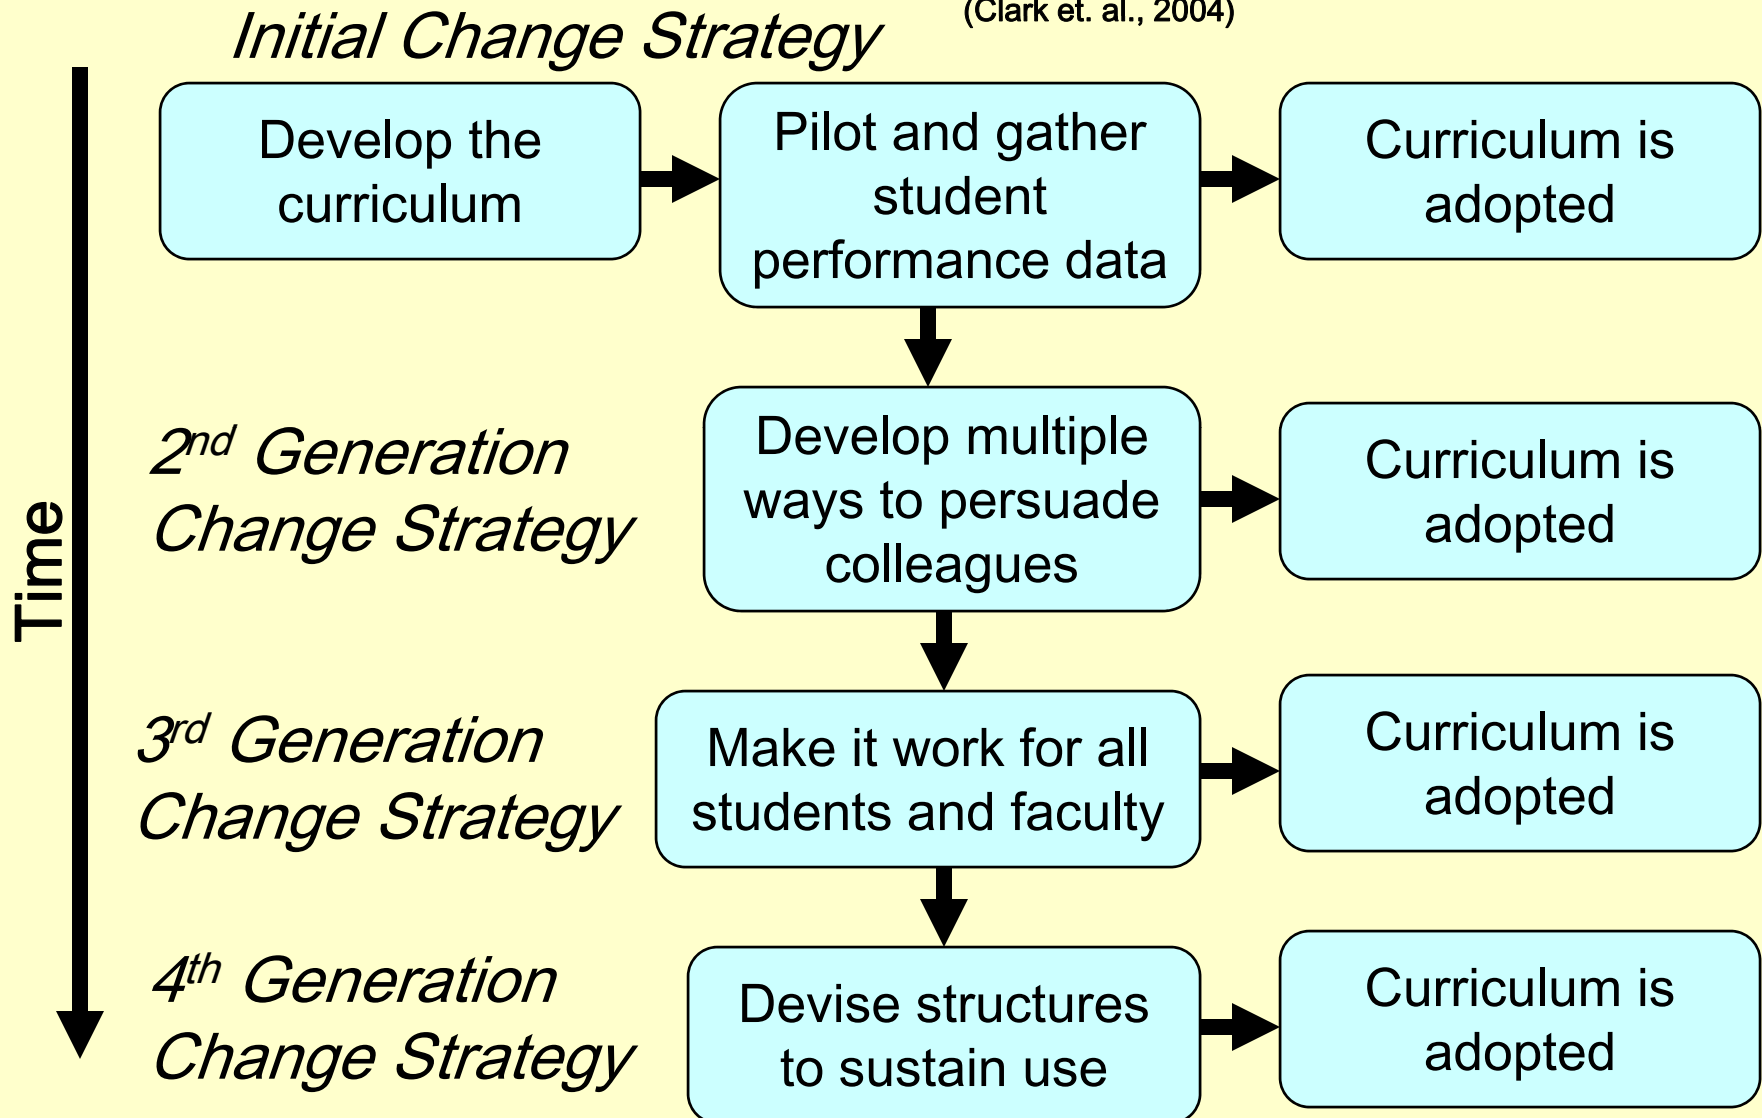 (Clark et. al., 2004)
Initial Change Strategy
Develop the
curriculum
Pilot and gather
student
performance data
Curriculum is
adopted
Time
2nd Generation
Change Strategy
Develop multiple
ways to persuade
colleagues
Curriculum is
adopted
3rd Generation
Change Strategy
Make it work for all
students and faculty
Curriculum is
adopted
4th Generation
Change Strategy
Devise structures
to sustain use
Curriculum is
adopted